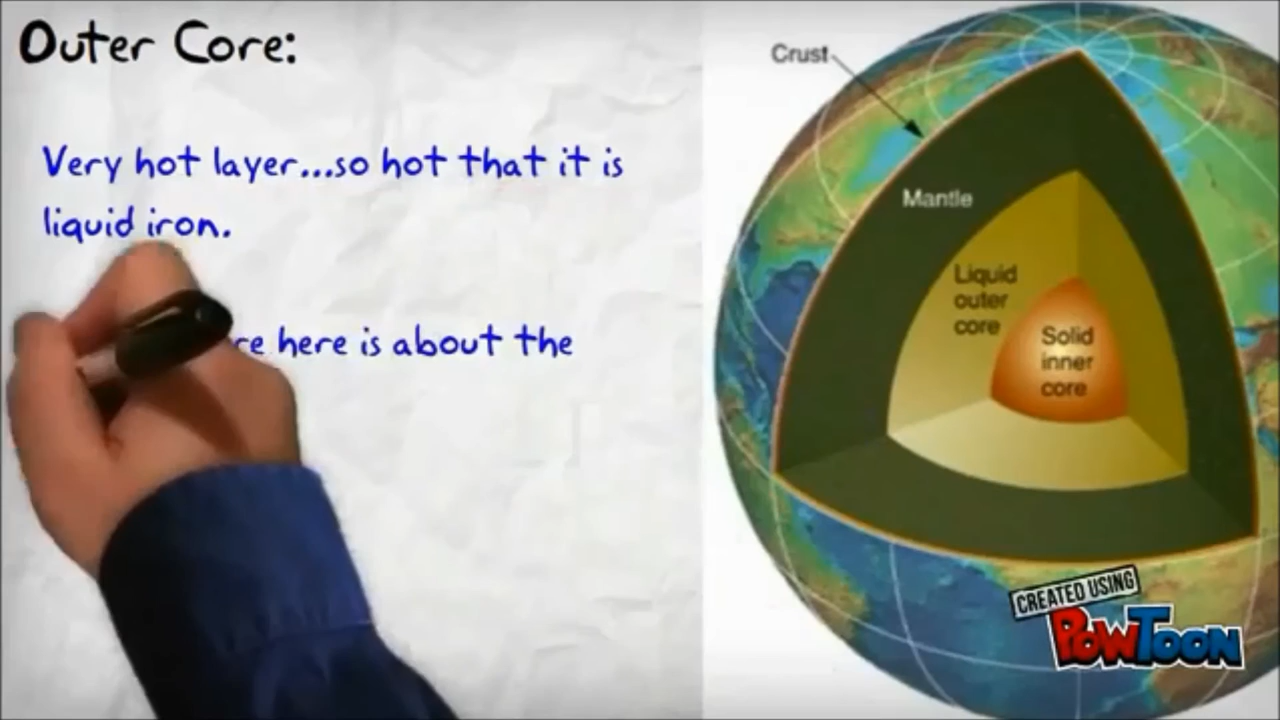 Outer Core:
Very hot layer...so hot that it is
liquid iron.
here is about the
Crust
Mantle
Liquid
outer
core
Solid
inner
core
CREATED USING
POWTOON